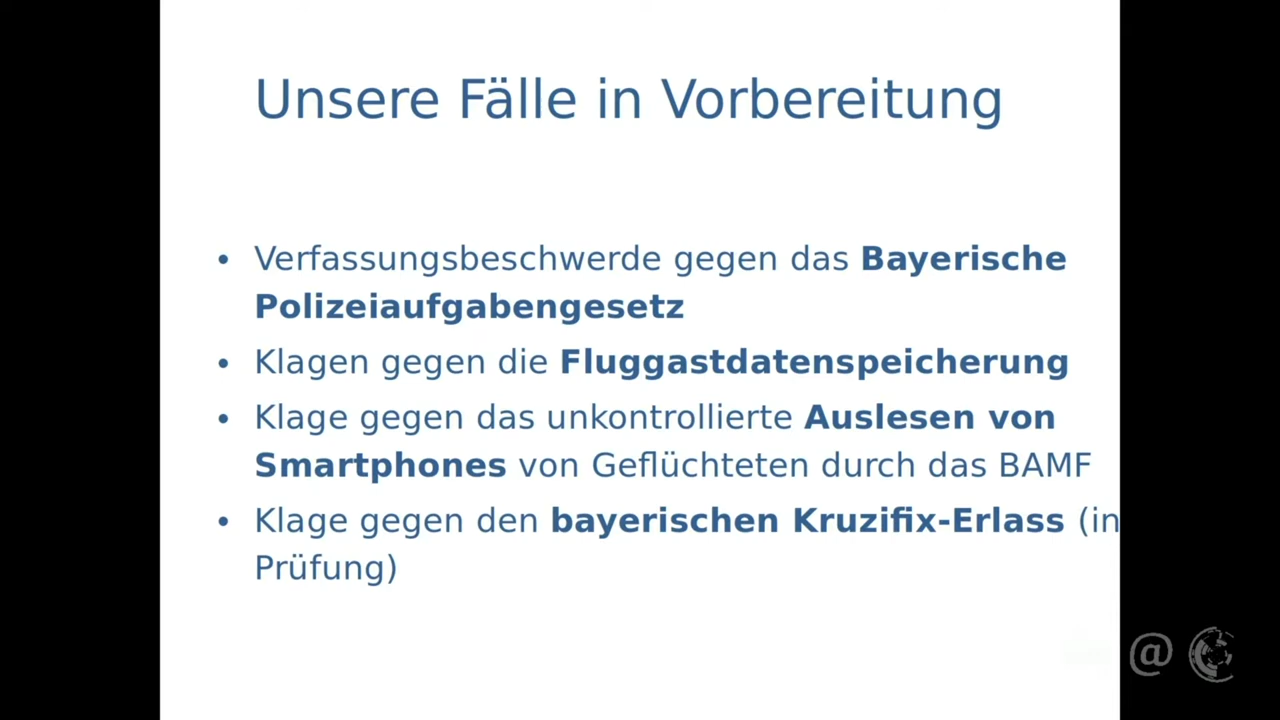 Unsere Fälle in Vorbereitung
• Verfassungsbeschwerde gegen das Bayerische
Polizeiaufgabengesetz
• Klagen gegen die Fluggastdatenspeicherung
• Klage gegen das unkontrollierte Auslesen von
Smartphones von Geflüchteten durch das BAMF
• Klage gegen den bayerischen Kruzifix-Erlass (in
Prüfung)
@